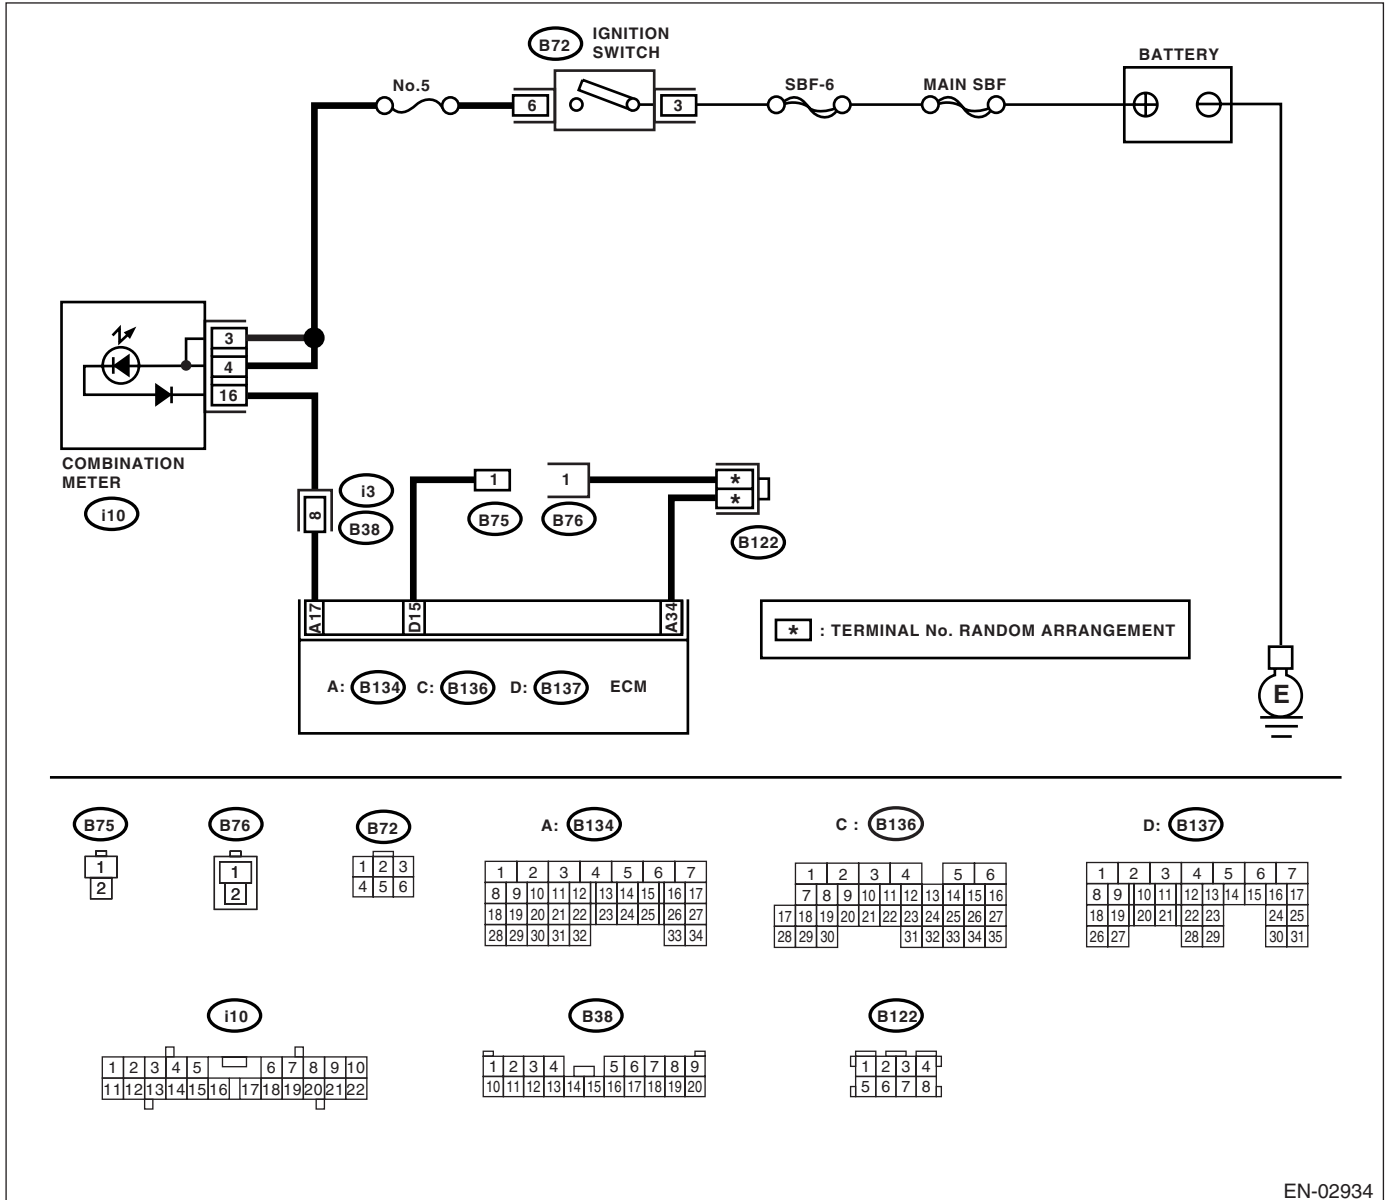 B72 IGNITION
SWITCH
BATTERY
No.5
6
3
SBF-6
MAIN SBF
3
4
16
COMBINATION
METER
i10
8
i3
B38
1
B75
1
B76
*
*
B122
A17
D15
A34
* : TERMINAL No. RANDOM ARRANGEMENT
A: B134 C: B136 D: B137 ECM
E
B75
B76
B72
A: B134
C : B136
D: B137
1
2
1
2
1 2 3
4 5 6
1 2 3 4 5 6 7
8 9 10 11 12 13 14 15 16 17
18 19 20 21 22 23 24 25 26 27
28 29 30 31 32 33 34
1 2 3 4 5 6
7 8 9 10 11 12 13 14 15 16
17 18 19 20 21 22 23 24 25 26 27
28 29 30 31 32 33 34 35
1 2 3 4 5 6 7
8 9 10 11 12 13 14 15 16 17
18 19 20 21 22 23 24 25
26 27 28 29 30 31
i10
B38
B122
1 2 3 4 5 6 7 8 9 10
11 12 13 14 15 16 17 18 19 20 21 22
1 2 3 4 5 6 7 8 9
10 11 12 13 14 15 16 17 18 19 20
1 2 3 4
5 6 7 8
EN-02934